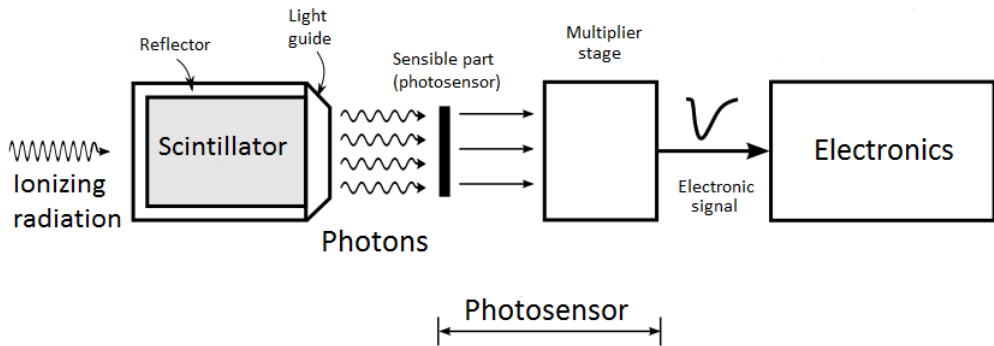 Reflector
Light
guide
Sensible part
(photosensor)
Multiplier
stage
Ionizing
radiation
Scintillator
Photons
Electronic
signal
Electronics
Photosensor